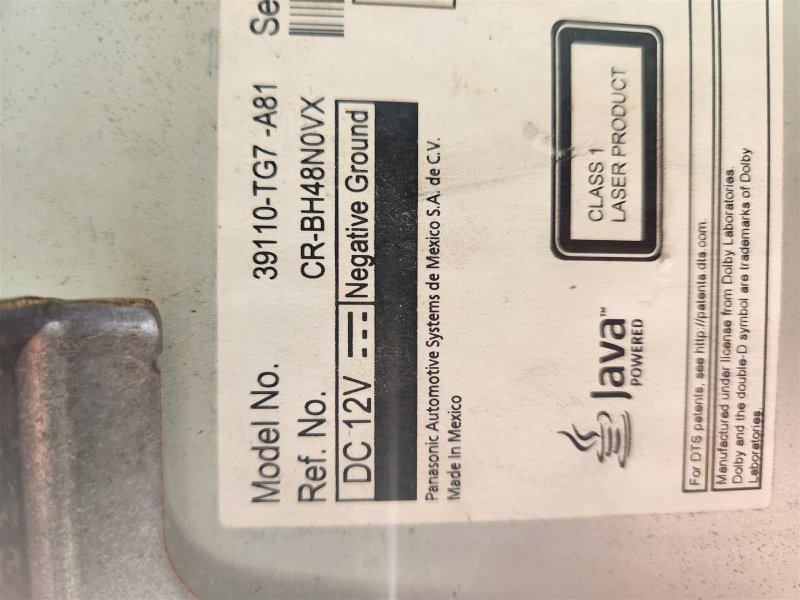 Model No. 39110-TG7 -A81 Se
Ref. No. CR-BH48N0VX
DC 12V Negative Ground
Panasonic Automotive Systems de Mexico S.A. de C.V.
Made In Mexico
CLASS 1
LASER PRODUCT
Java™
POWERED
For DTS patents, see http://patents.dts.com.
Manufactured under license from Dolby Laboratories.
Dolby and the double-D symbol are trademarks of Dolby
Laboratories.